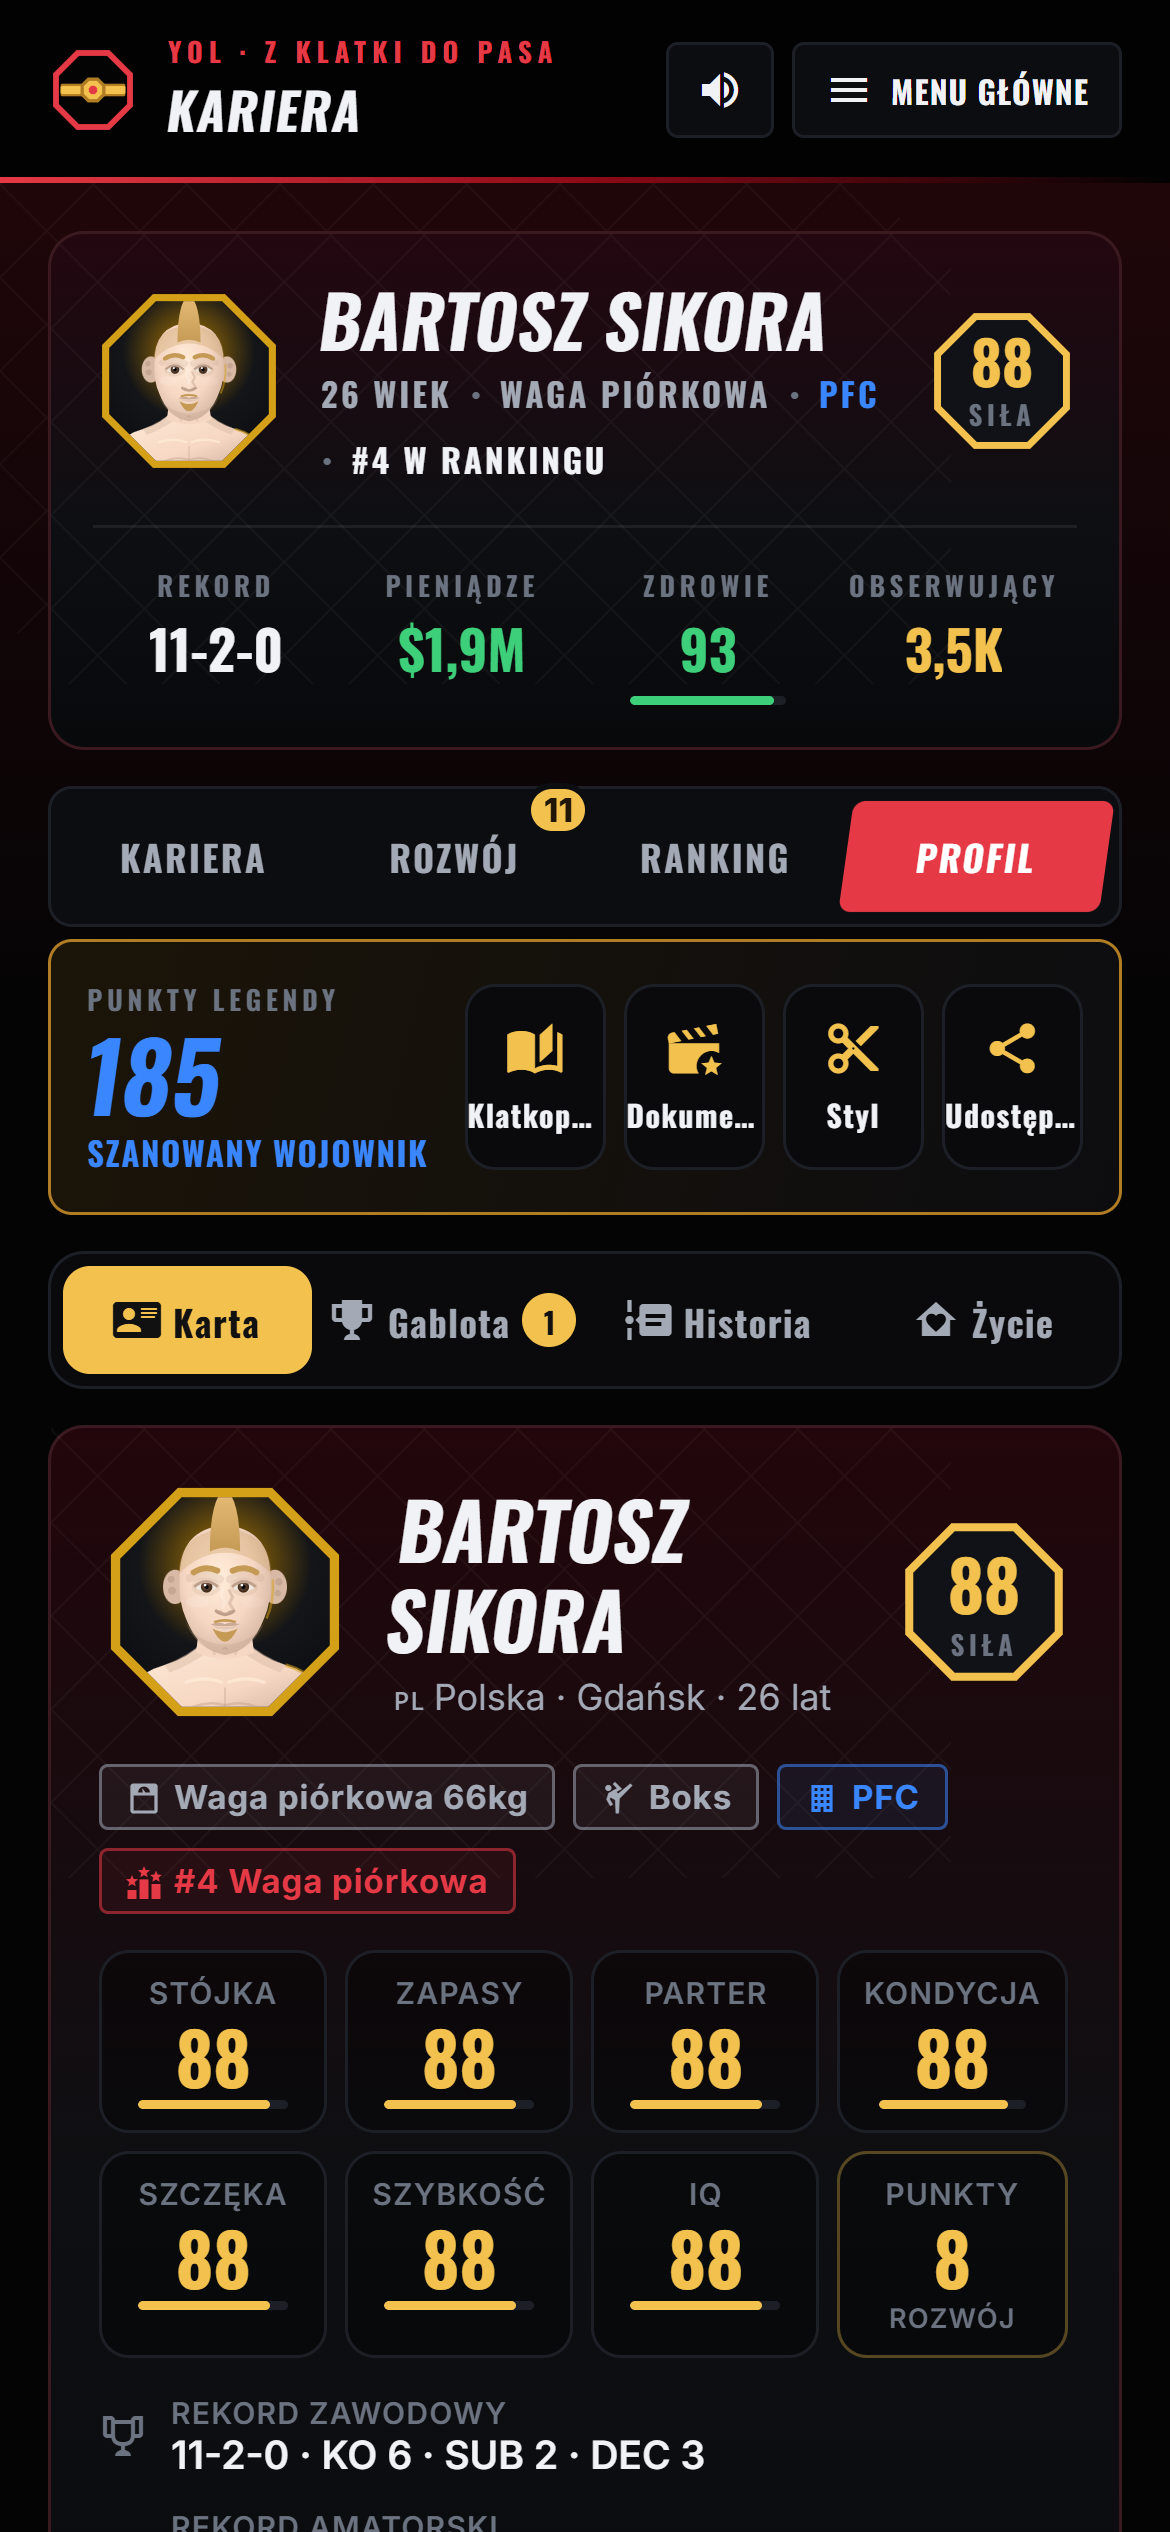 YOL · Z KLATKI DO PASA
KARIERA
MENU GŁÓWNE
BARTOSZ SIKORA
26 WIEK • WAGA PIÓRKOWA • PFC
• #4 W RANKINGU
88
SIŁA
REKORD
11-2-0
PIENIĄDZE
$1,9M
ZDROWIE
93
OBSERWUJĄCY
3,5K
KARIERA
ROZWÓJ
11
RANKING
PROFIL
PUNKTY LEGENDY
185
SZANOWANY WOJOWNIK
Klatkop...
Dokume...
Styl
Udostęp...
Karta
Gablota 1
Historia
Życie
BARTOSZ
SIKORA
PL Polska · Gdańsk · 26 lat
88
SIŁA
Waga piórkowa 66kg
Boks
PFC
#4 Waga piórkowa
STÓJKA
88
ZAPASY
88
PARTER
88
KONDYCJA
88
SZCZĘKA
88
SZYBKOŚĆ
88
IQ
88
PUNKTY
8
ROZWÓJ
REKORD ZAWODOWY
11-2-0 · KO 6 · SUB 2 · DEC 3
REKORD AMATORSKI